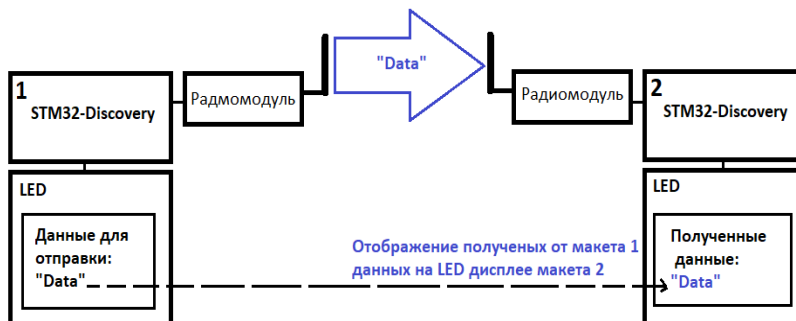 1
STM32-Discovery
Радмомодуль
"Data"
Радиомодуль
2
STM32-Discovery
LED
Данные для
отправки:
"Data"
Отображение полученых от макета 1
данных на LED дисплее макета 2
LED
Полученные
данные:
"Data"